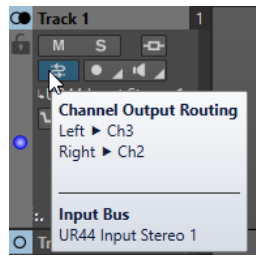 Track 1 1
M S
Channel Output Routing
Left ► Ch3
Right ► Ch2
Input Bus
UR44 Input Stereo 1